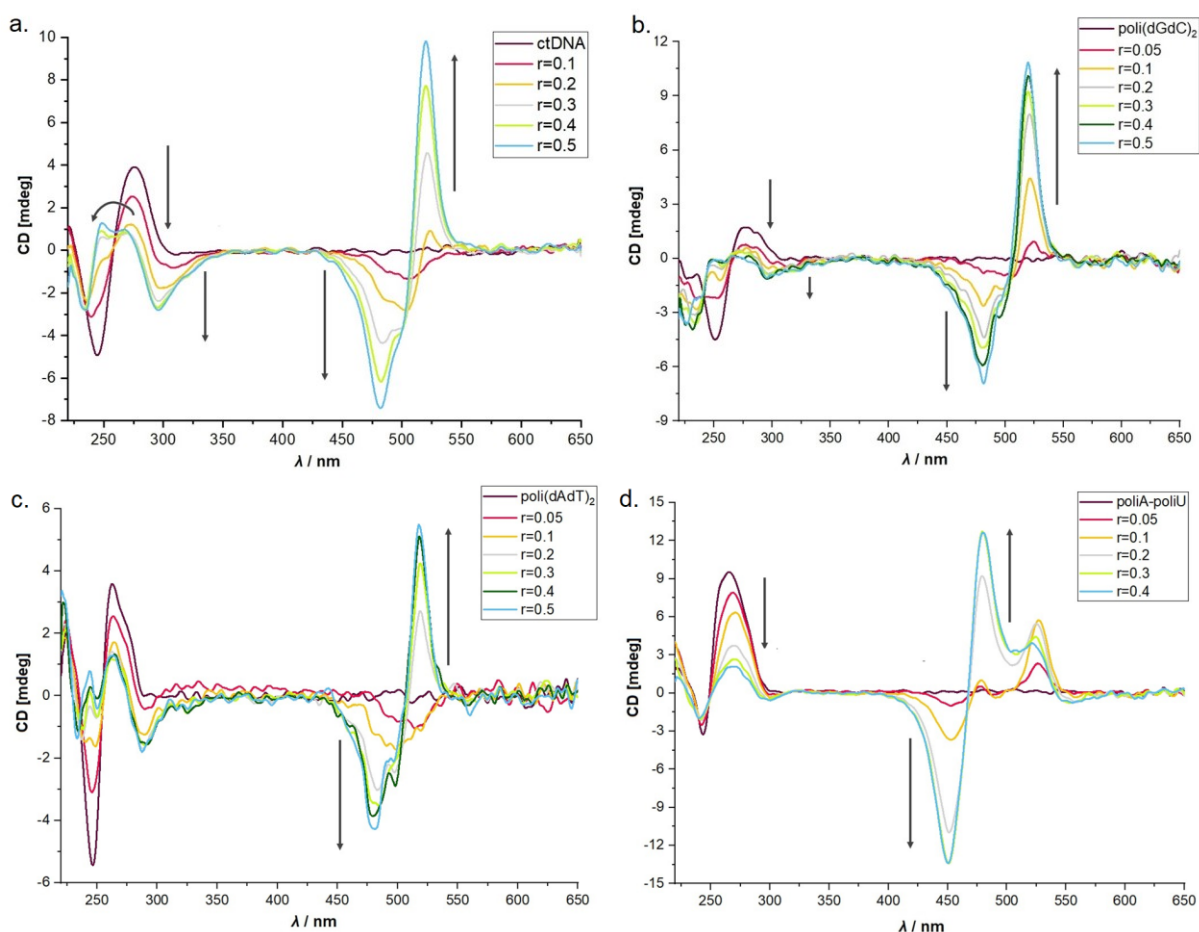 a.
10
8
6
4
2
0
-2
-4
-6
-8
CD [mdeg]
250 300 350 400 450 500 550 600 650
λ / nm
ctDNA
r=0.1
r=0.2
r=0.3
r=0.4
r=0.5
b.
12
9
6
3
0
-3
-6
-9
CD [mdeg]
250 300 350 400 450 500 550 600 650
λ / nm
poli(dGdC)₂
r=0.05
r=0.1
r=0.2
r=0.3
r=0.4
r=0.5
c.
6
4
2
0
-2
-4
-6
CD [mdeg]
250 300 350 400 450 500 550 600 650
λ / nm
poli(dAdT)₂
r=0.05
r=0.1
r=0.2
r=0.3
r=0.4
r=0.5
d.
15
12
9
6
3
0
-3
-6
-9
-12
-15
CD [mdeg]
250 300 350 400 450 500 550 600 650
λ / nm
poliA-poliU
r=0.05
r=0.1
r=0.2
r=0.3
r=0.4